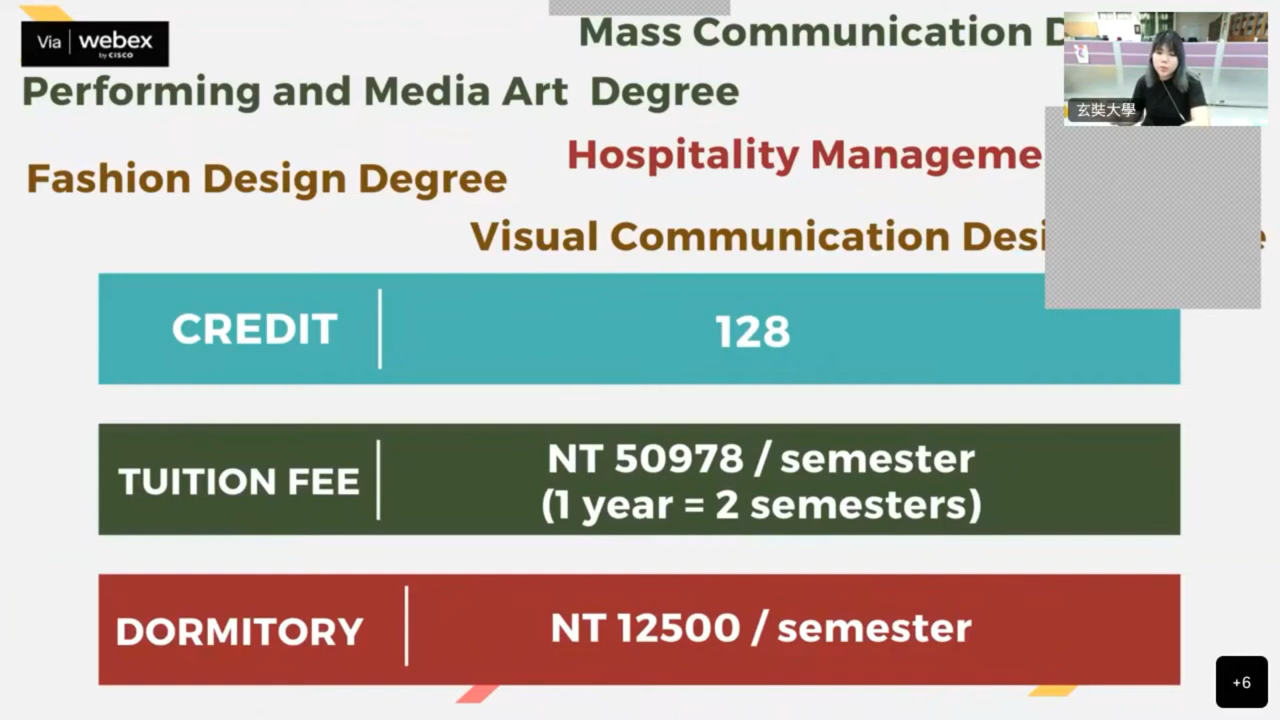 Via webex
by CISCO
Mass Communication D
Performing and Media Art Degree
玄奘大學
Hospitality Manageme
Fashion Design Degree
Visual Communication Desi e
CREDIT 128
TUITION FEE NT 50978 / semester
(1 year = 2 semesters)
DORMITORY NT 12500 / semester
+6